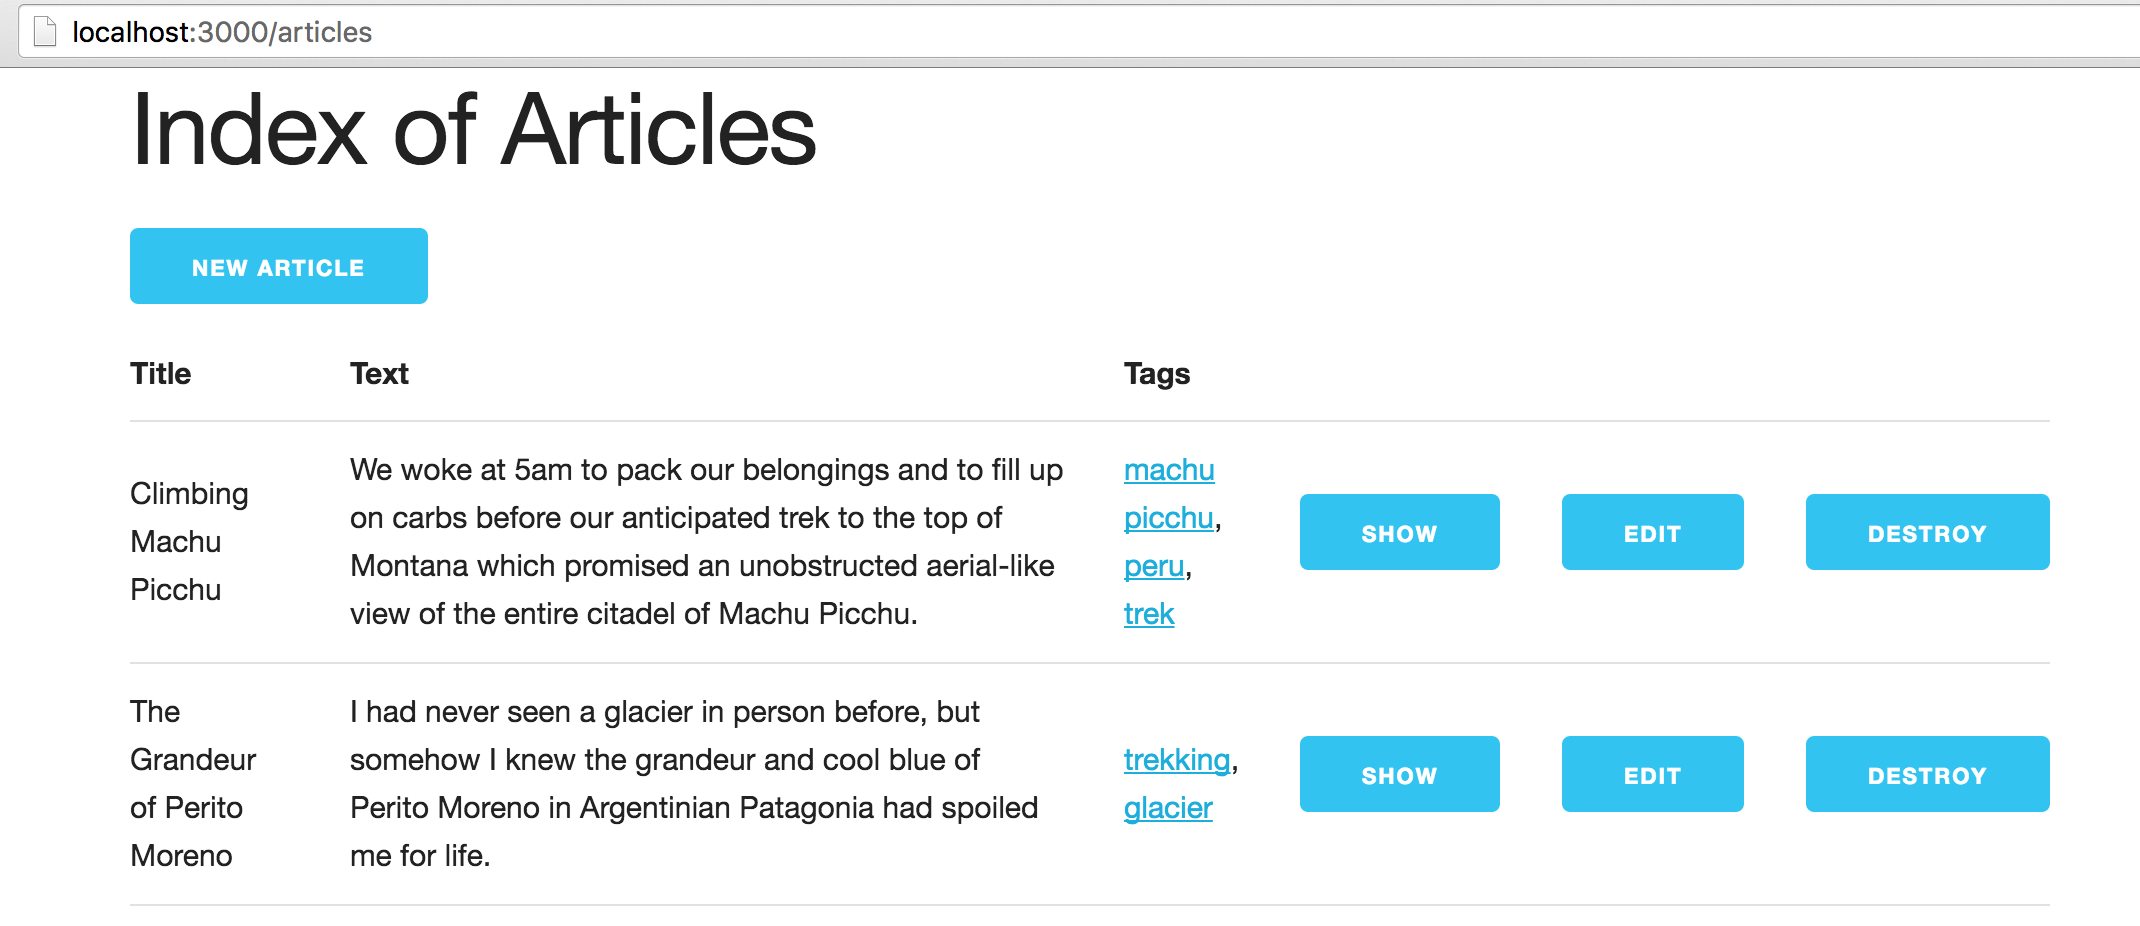 localhost:3000/articles
Index of Articles
NEW ARTICLE
Title Text Tags
Climbing
Machu
Picchu
We woke at 5am to pack our belongings and to fill up
on carbs before our anticipated trek to the top of
Montana which promised an unobstructed aerial-like
view of the entire citadel of Machu Picchu.
machu
picchu,
peru,
trek
SHOW EDIT DESTROY
The
Grandeur
of Perito
Moreno
I had never seen a glacier in person before, but
somehow I knew the grandeur and cool blue of
Perito Moreno in Argentinian Patagonia had spoiled
me for life.
trekking,
glacier
SHOW EDIT DESTROY